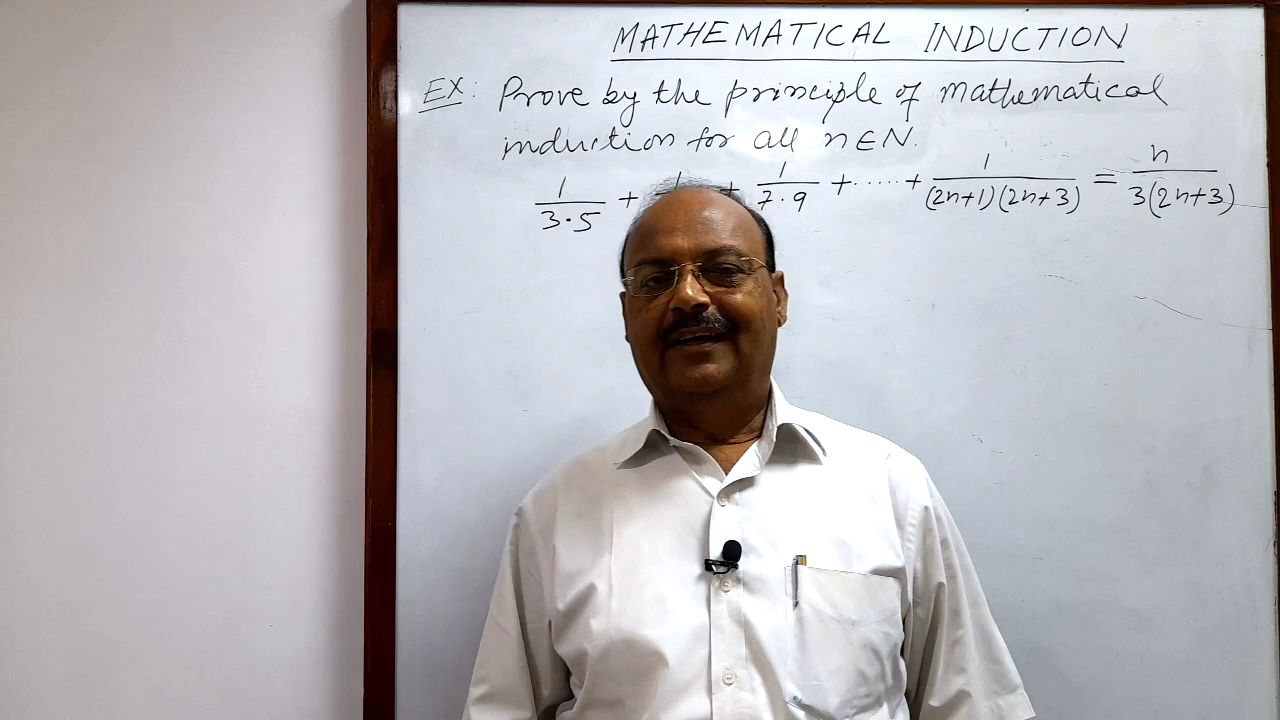 MATHEMATICAL INDUCTION
EX: Prove by the principle of mathematical
induction for all n∈N.
1/(3·5) + 1 + 1/(7·9) + ..... + 1/((2n+1)(2n+3)) = n/(3(2n+3))